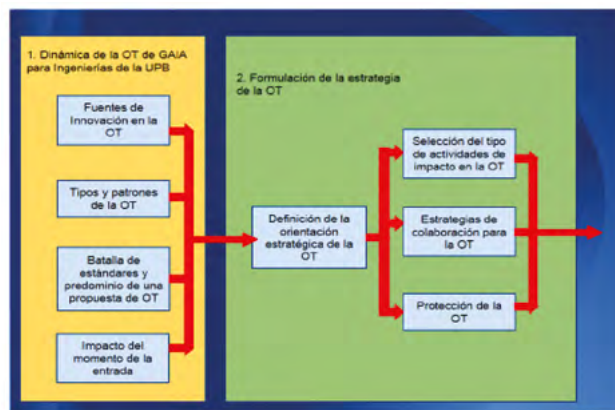 1. Dinámica de la OT de GAIA
para Ingenierías de la UPB
Fuentes de
Innovación en la
OT
Tipos y patrones
de la OT
Batalla de
estándares y
predominio de una
propuesta de OT
Impacto del
momento de la
entrada
2. Formulación de la estrategia
de la OT
Definición de la
orientación
estratégica de la
OT
Selección del tipo
de actividades de
impacto en la OT
Estrategias de
colaboración para
la OT
Protección de la
OT